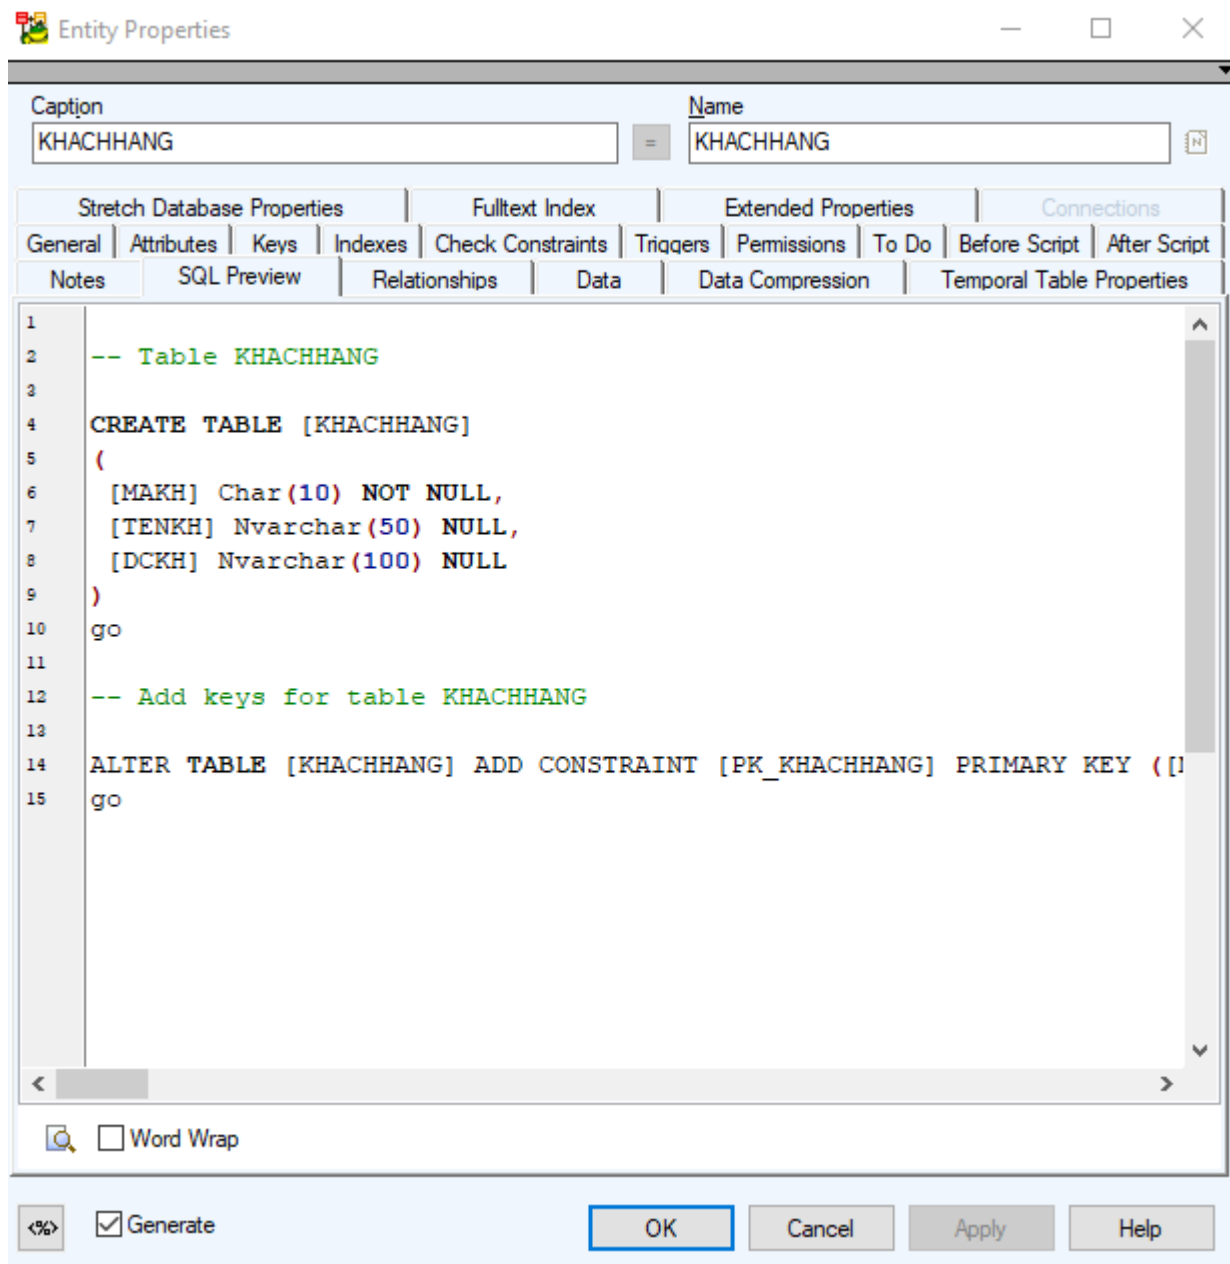 Entity Properties
Caption
Name
KHACHHANG
=
KHACHHANG
Stretch Database Properties
Fulltext Index
Extended Properties
Connections
General
Attributes
Keys
Indexes
Check Constraints
Triggers
Permissions
To Do
Before Script
After Script
Notes
SQL Preview
Relationships
Data
Data Compression
Temporal Table Properties
1
2 -- Table KHACHHANG
3
4 CREATE TABLE [KHACHHANG]
5 (
6 [MAKH] Char(10) NOT NULL,
7 [TENKH] Nvarchar(50) NULL,
8 [DCKH] Nvarchar(100) NULL
9 )
10 go
11
12 -- Add keys for table KHACHHANG
13
14 ALTER TABLE [KHACHHANG] ADD CONSTRAINT [PK_KHACHHANG] PRIMARY KEY ([
15 go
Word Wrap
<%>
Generate
OK
Cancel
Apply
Help